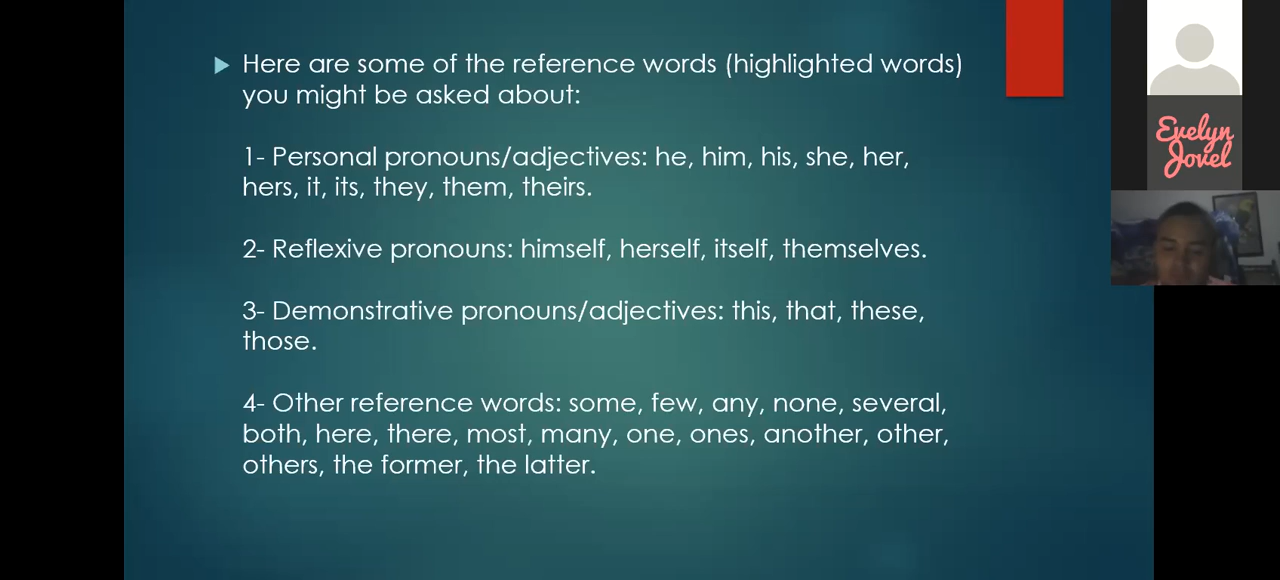 Here are some of the reference words (highlighted words)
you might be asked about:
1- Personal pronouns/adjectives: he, him, his, she, her,
hers, it, its, they, them, theirs.
2- Reflexive pronouns: himself, herself, itself, themselves.
3- Demonstrative pronouns/adjectives: this, that, these,
those.
4- Other reference words: some, few, any, none, several,
both, here, there, most, many, one, ones, another, other,
others, the former, the latter.
Evelyn
Jovel